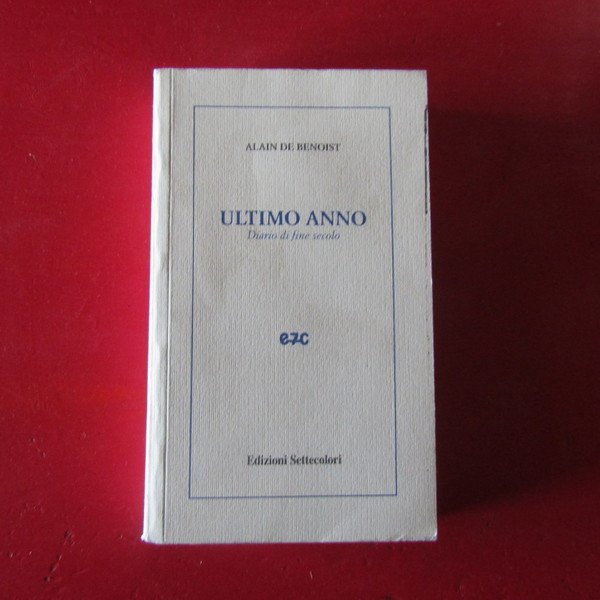 ALAIN DE BENOIST
ULTIMO ANNO
Diario di fine secolo
e7c
Edizioni Settecolori